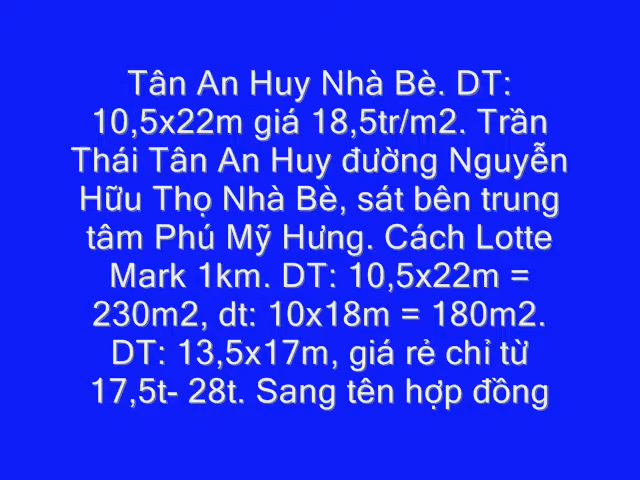 Tân An Huy Nhà Bè. DT:
10,5x22m giá 18,5tr/m2. Trần
Thái Tân An Huy đường Nguyễn
Hữu Thọ Nhà Bè, sát bên trung
tâm Phú Mỹ Hưng. Cách Lotte
Mark 1km. DT: 10,5x22m =
230m2, dt: 10x18m = 180m2.
DT: 13,5x17m, giá rẻ chỉ từ
17,5t- 28t. Sang tên hợp đồng